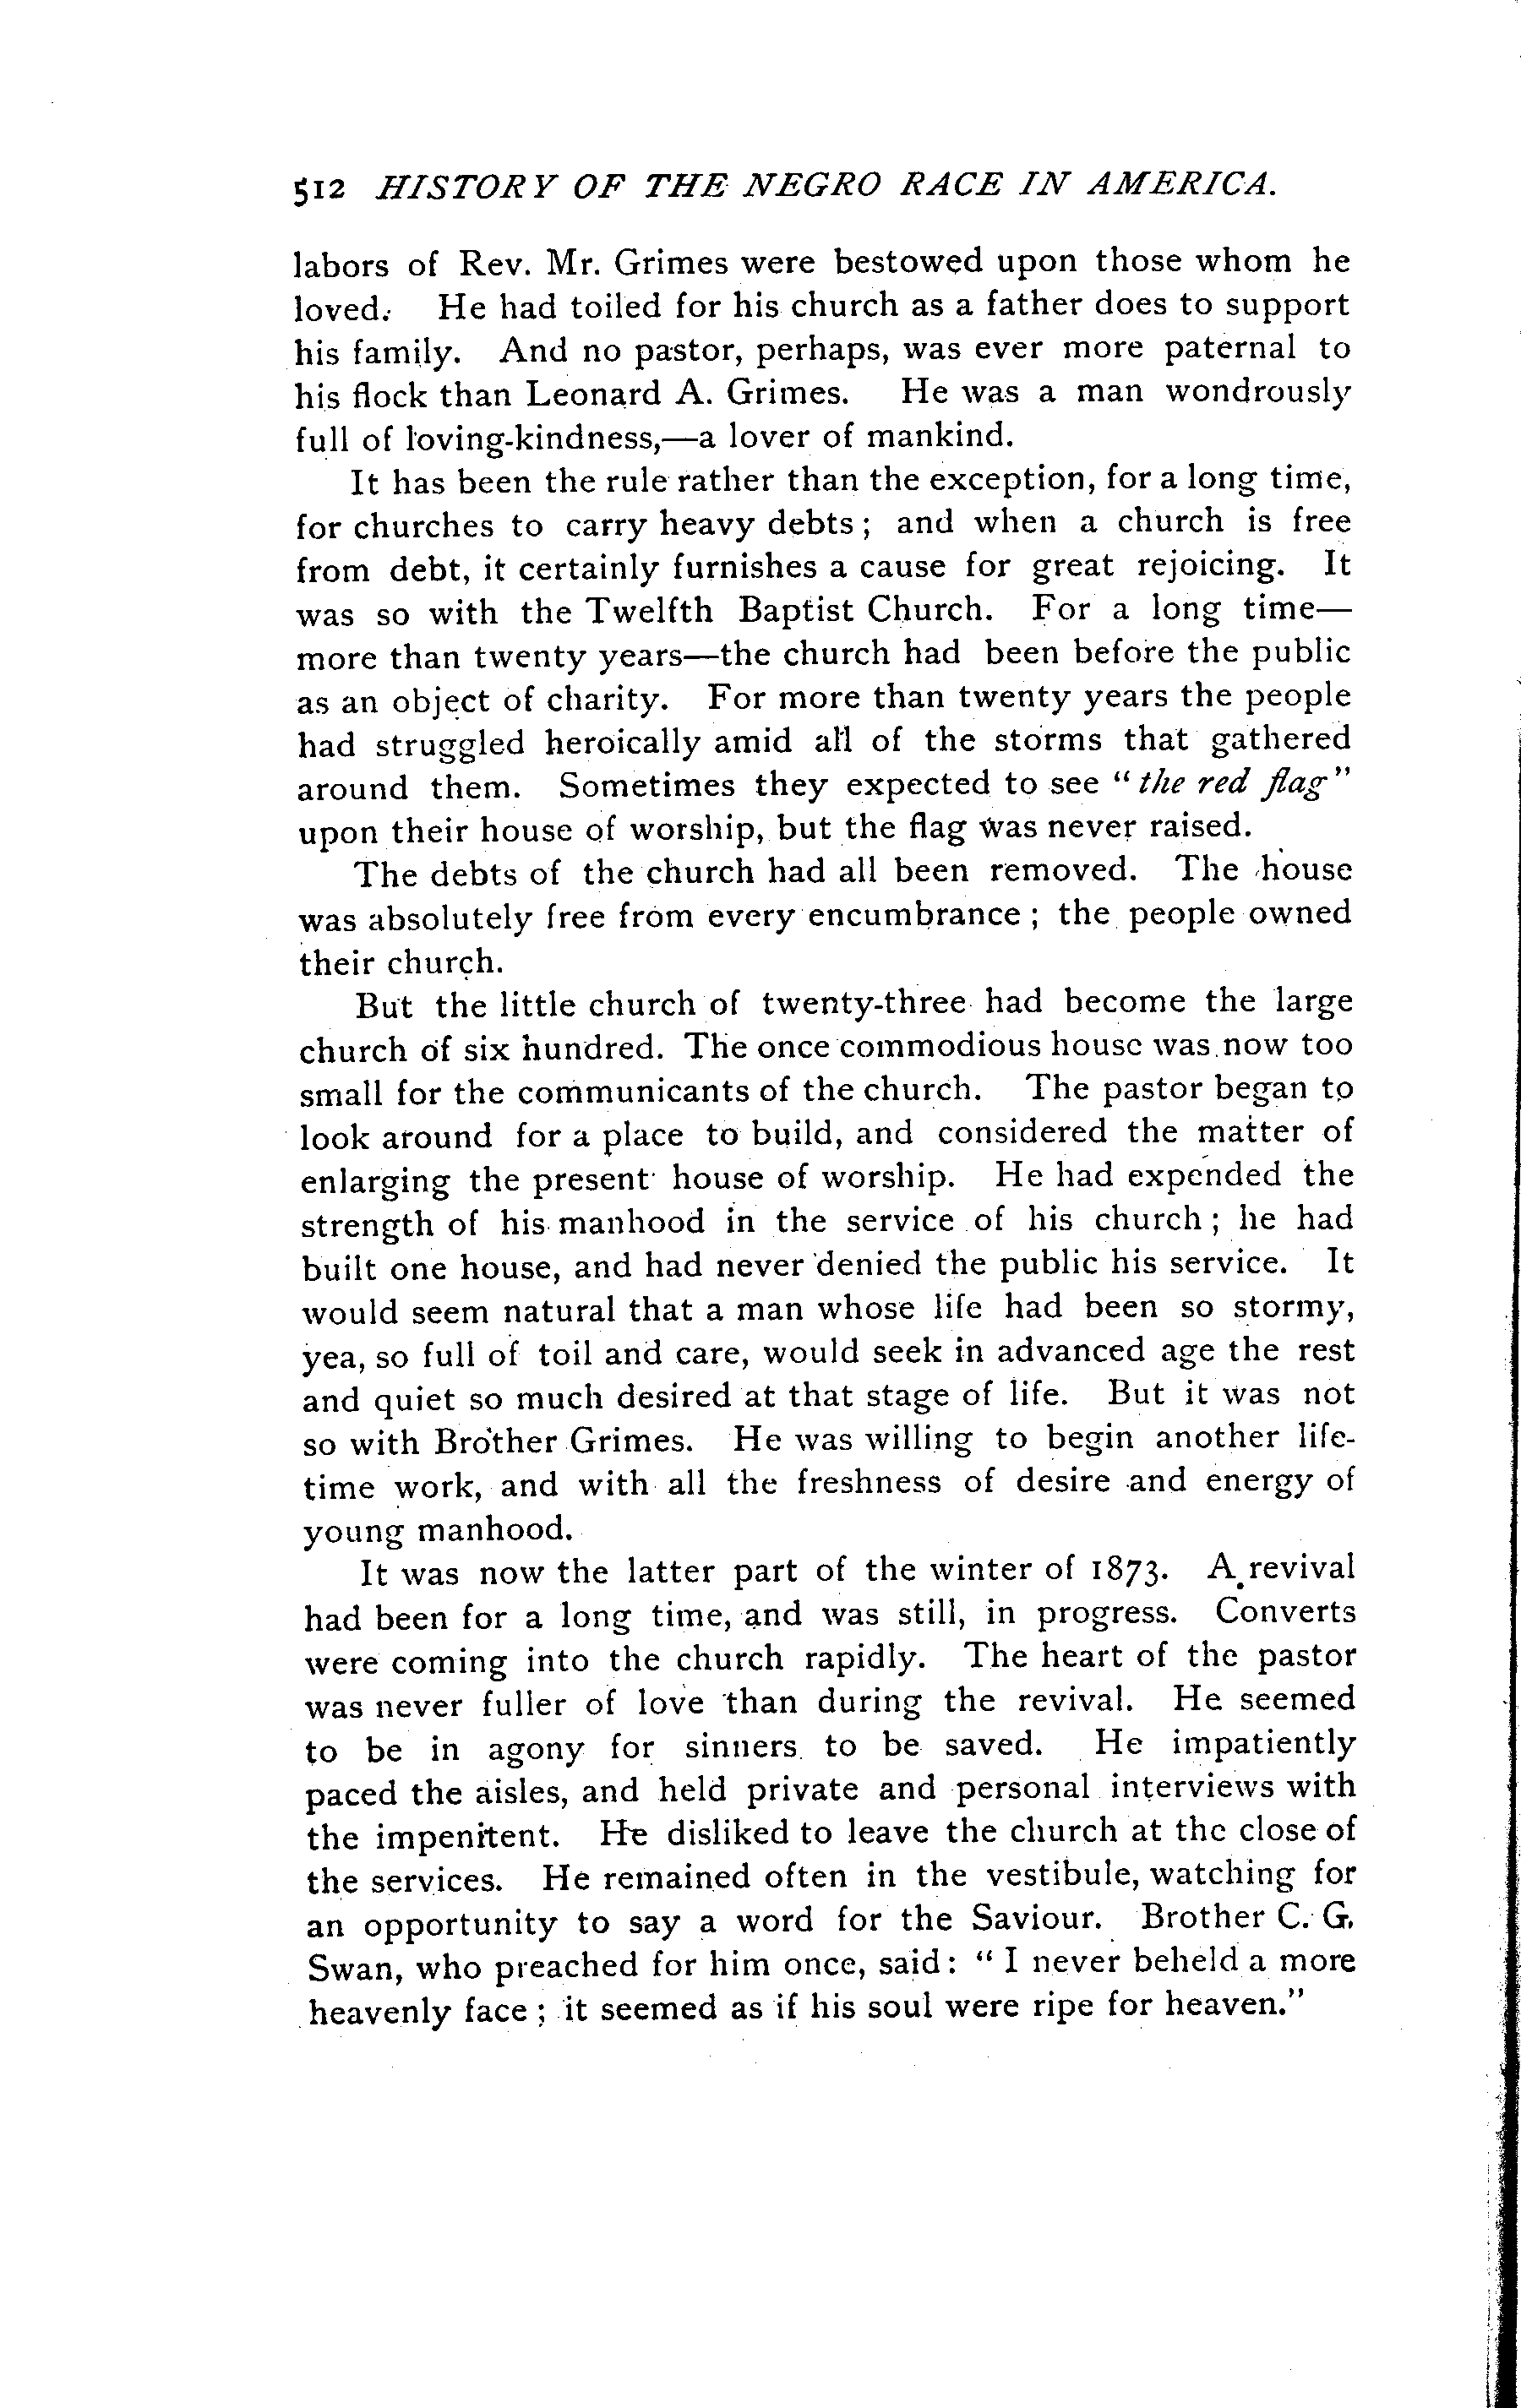 512 HISTORY OF THE NEGRO RACE IN AMERICA.
labors of Rev. Mr. Grimes were bestowed upon those whom he
loved. He had toiled for his church as a father does to support
his family. And no pastor, perhaps, was ever more paternal to
his flock than Leonard A. Grimes. He was a man wondrously
full of loving-kindness,—a lover of mankind.
It has been the rule rather than the exception, for a long time,
for churches to carry heavy debts; and when a church is free
from debt, it certainly furnishes a cause for great rejoicing. It
was so with the Twelfth Baptist Church. For a long time—
more than twenty years—the church had been before the public
as an object of charity. For more than twenty years the people
had struggled heroically amid all of the storms that gathered
around them. Sometimes they expected to see "the red flag"
upon their house of worship, but the flag was never raised.
The debts of the church had all been removed. The house
was absolutely free from every encumbrance; the people owned
their church.
But the little church of twenty-three had become the large
church of six hundred. The once commodious house was now too
small for the communicants of the church. The pastor began to
look around for a place to build, and considered the matter of
enlarging the present house of worship. He had expended the
strength of his manhood in the service of his church; he had
built one house, and had never denied the public his service. It
would seem natural that a man whose life had been so stormy,
yea, so full of toil and care, would seek in advanced age the rest
and quiet so much desired at that stage of life. But it was not
so with Brother Grimes. He was willing to begin another life-
time work, and with all the freshness of desire and energy of
young manhood.
It was now the latter part of the winter of 1873. A revival
had been for a long time, and was still, in progress. Converts
were coming into the church rapidly. The heart of the pastor
was never fuller of love than during the revival. He seemed
to be in agony for sinners to be saved. He impatiently
paced the aisles, and held private and personal interviews with
the impenitent. He disliked to leave the church at the close of
the services. He remained often in the vestibule, watching for
an opportunity to say a word for the Saviour. Brother C. G.
Swan, who preached for him once, said: "I never beheld a more
heavenly face; it seemed as if his soul were ripe for heaven."